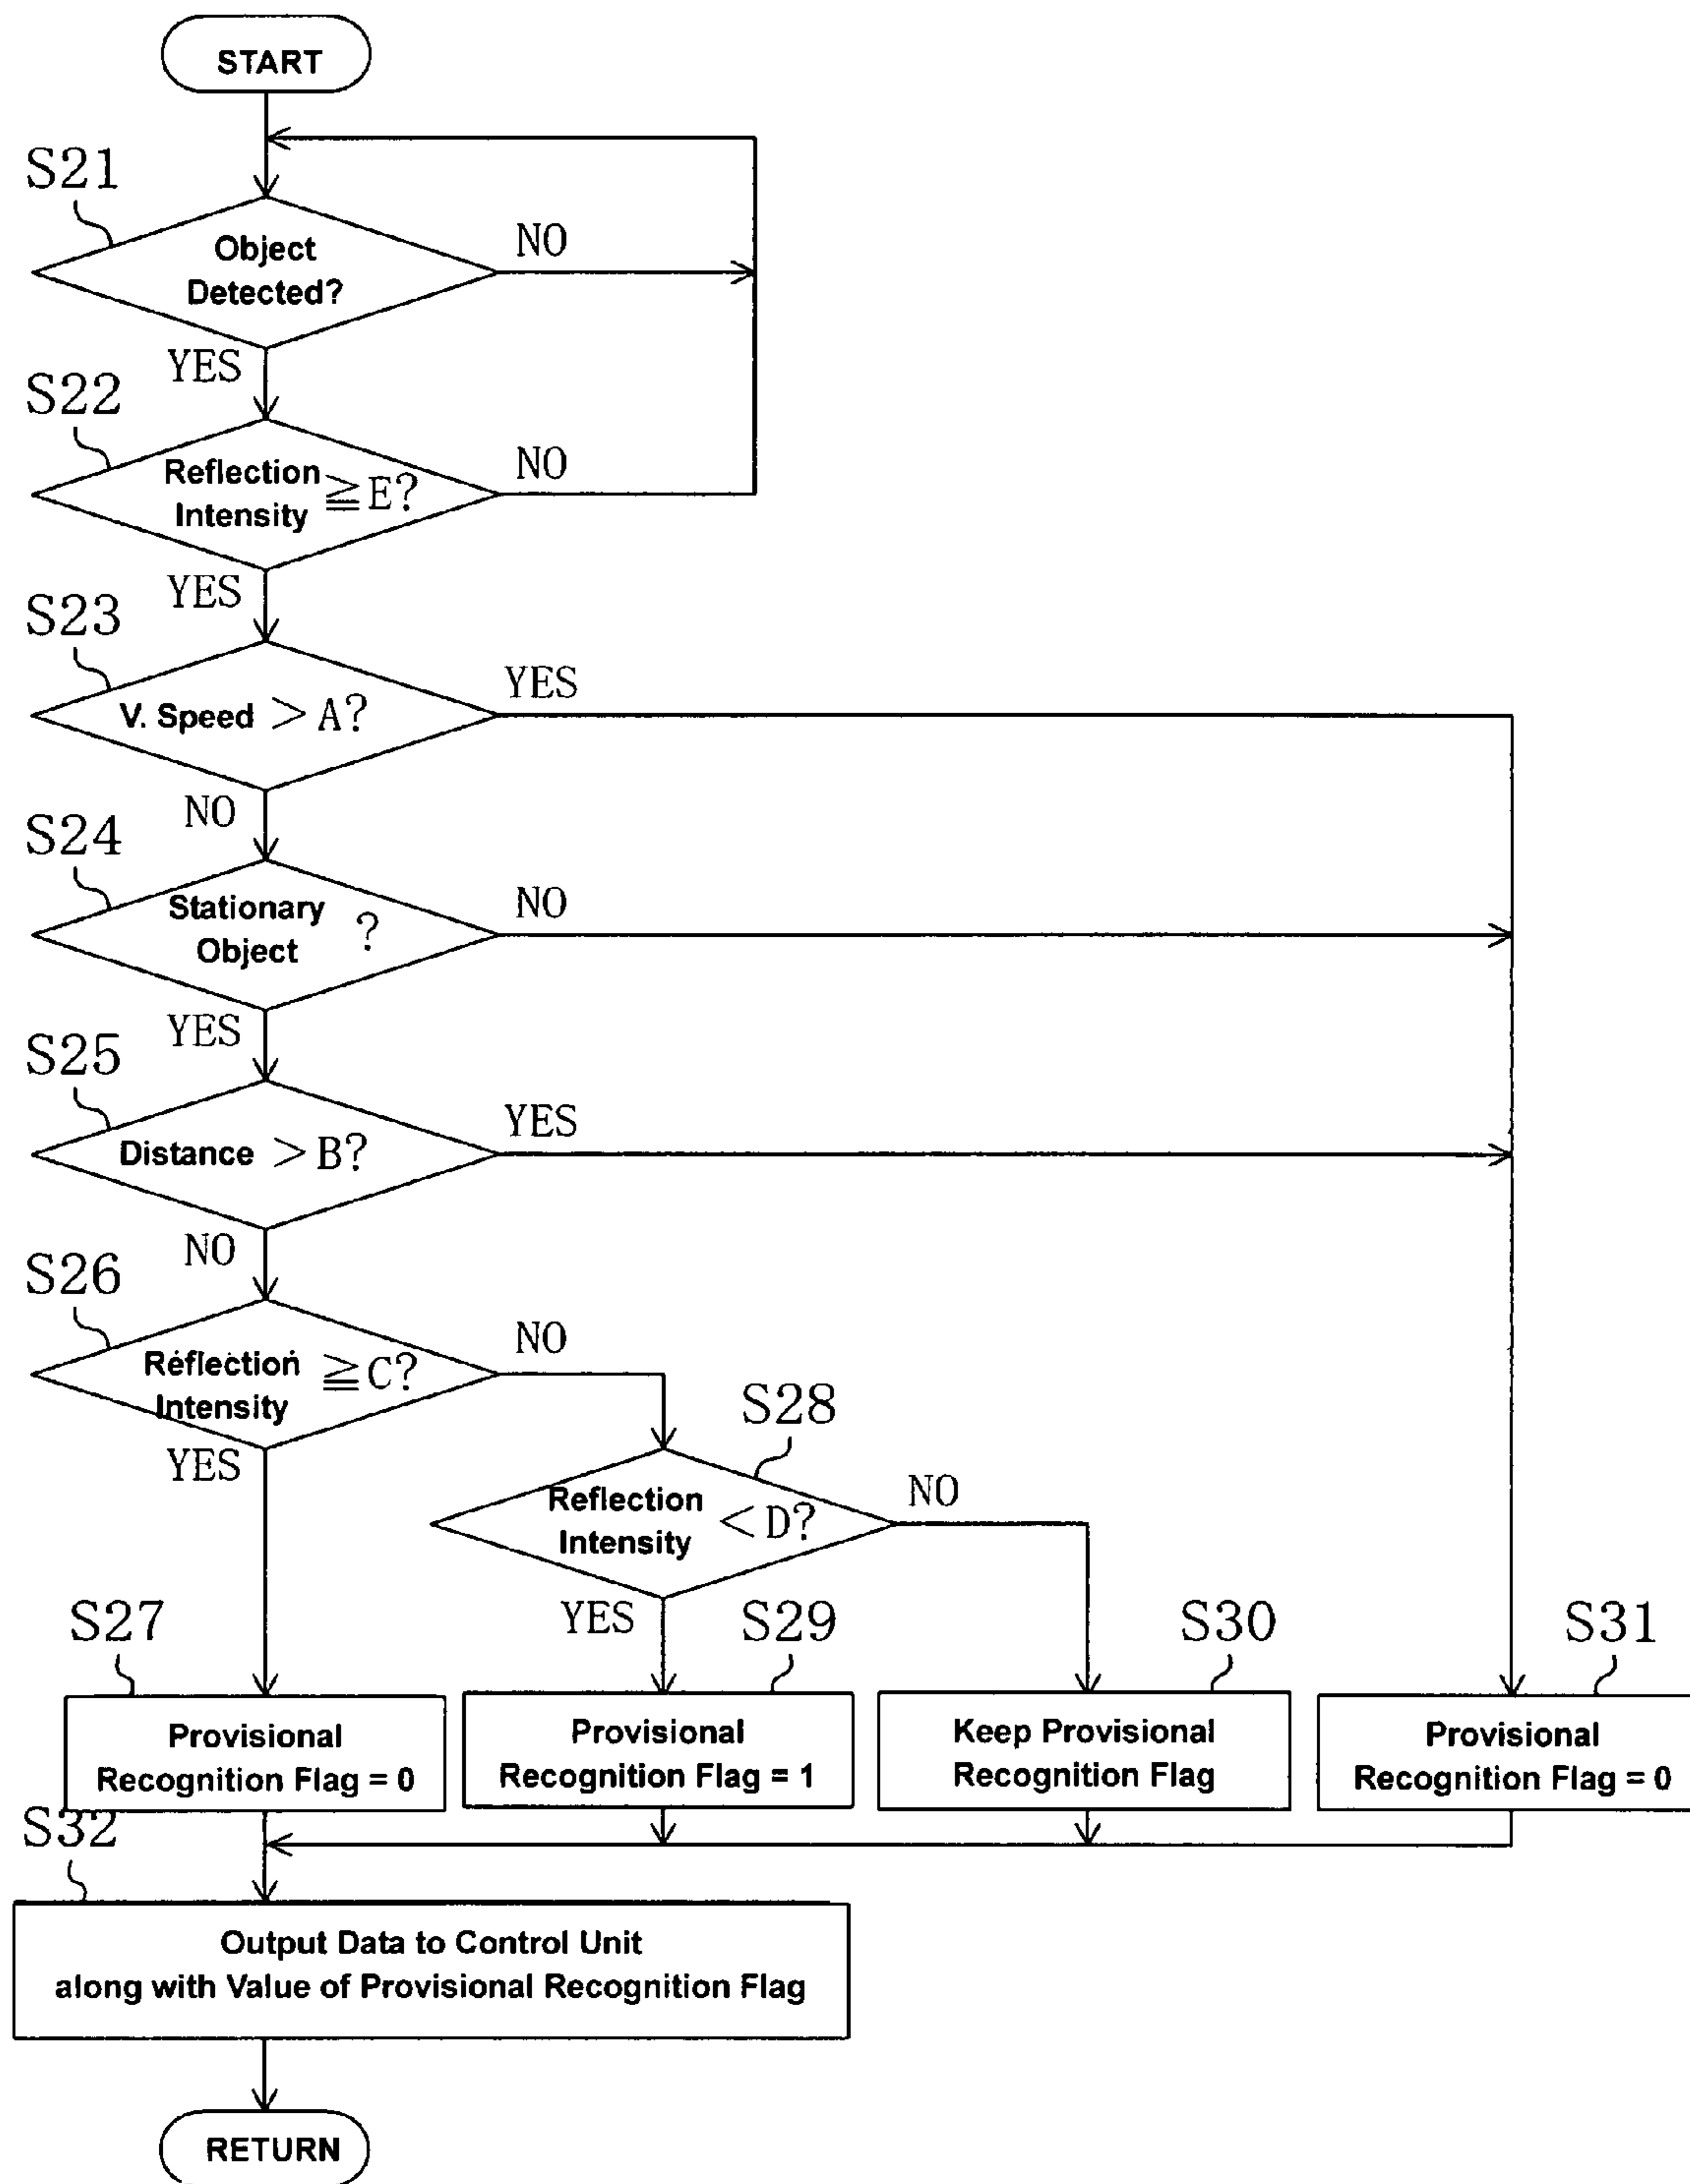 START
S21
Object
Detected?
NO
YES
S22
Reflection
Intensity ≧E?
NO
YES
S23
V. Speed >A?
YES
NO
S24
Stationary
Object ?
NO
YES
S25
Distance >B?
YES
NO
S26
Reflection
Intensity ≧C?
NO
YES
S28
Reflection
Intensity <D?
NO
YES
S27
Provisional
Recognition Flag = 0
S29
Provisional
Recognition Flag = 1
S30
Keep Provisional
Recognition Flag
S31
Provisional
Recognition Flag = 0
S32
Output Data to Control Unit
along with Value of Provisional Recognition Flag
RETURN